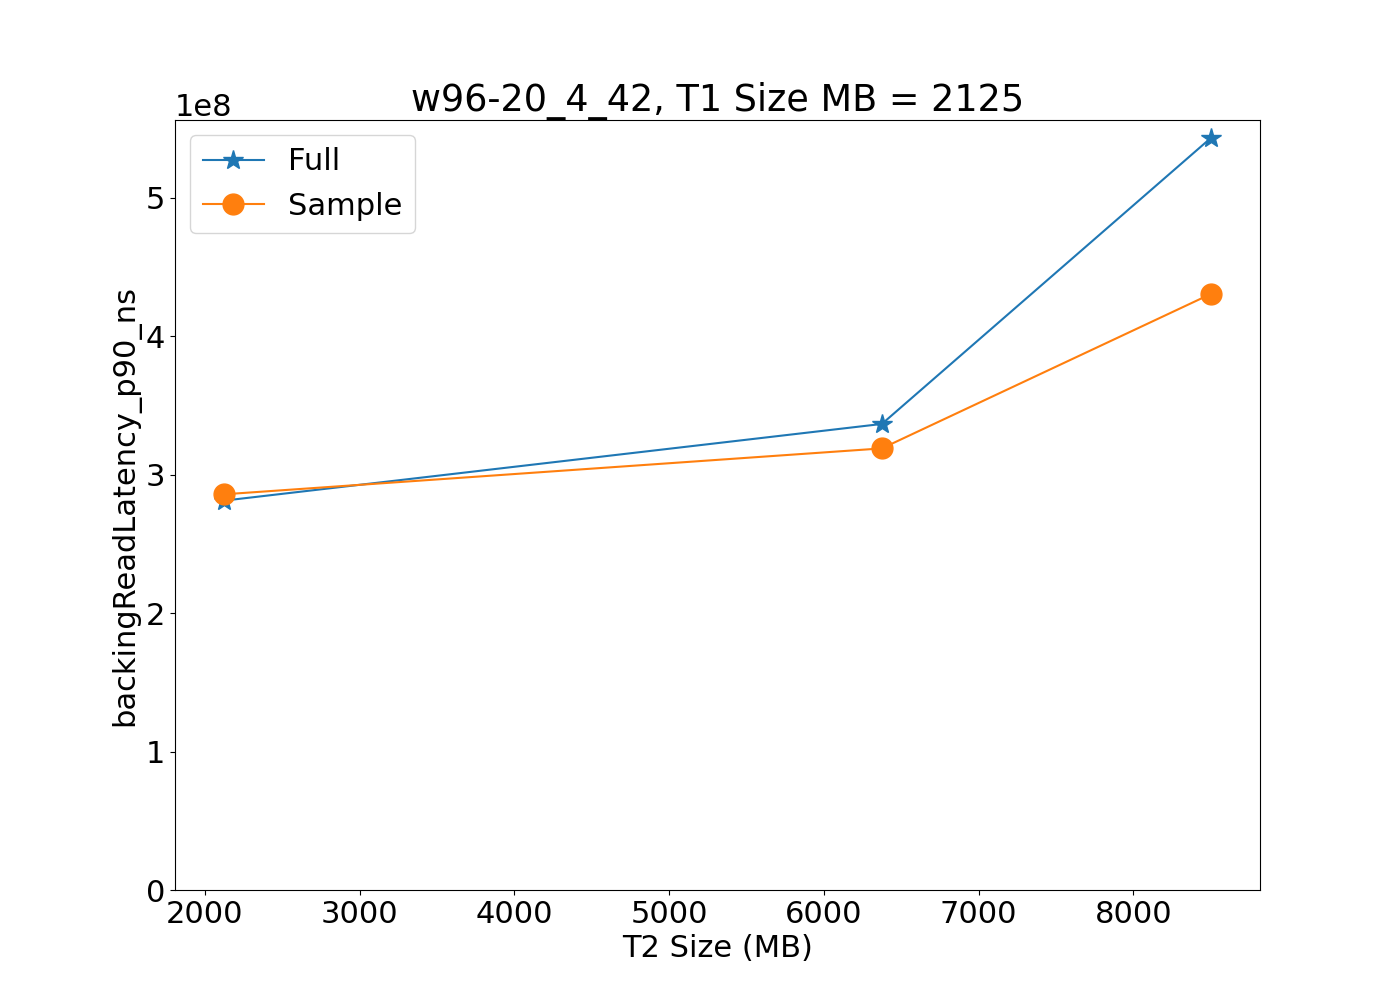 w96-20_4_42, T1 Size MB = 2125
1e8
Full
Sample
5
4
3
2
1
0
backingReadLatency_p90_ns
2000 3000 4000 5000 6000 7000 8000
T2 Size (MB)